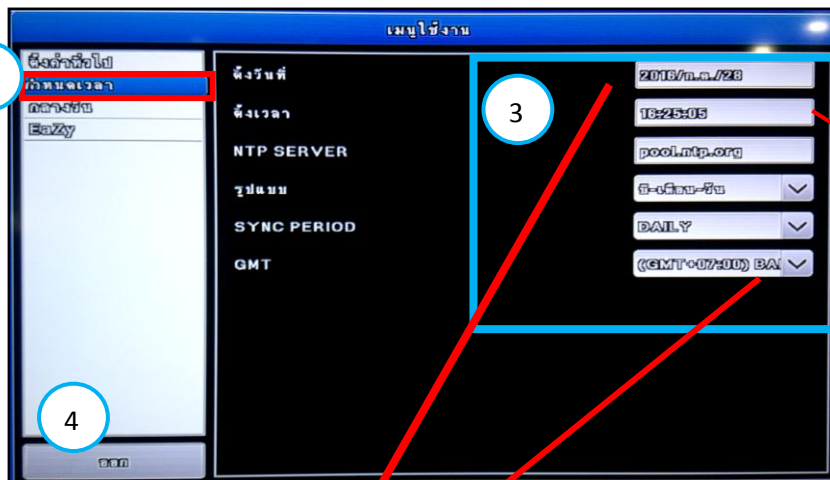 เมนูใช้งาน
ตั้งค่าทั่วไป
กำหนดเวลา
กลางวัน
EaZy
ตั้งวันที่
2016/ก.ค./28
3
ตั้งเวลา
16:25:05
NTP SERVER
pool.ntp.org
รูปแบบ
ปี-เดือน-วัน
SYNC PERIOD
DAILY
GMT
(GMT+07:00) BA
4
ออก